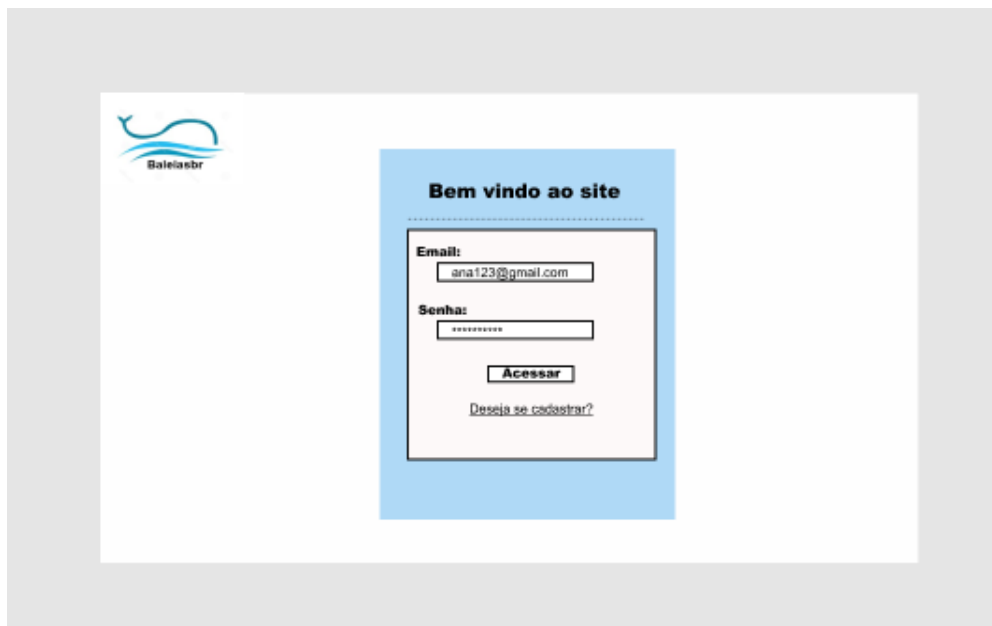 Baleiasbr
Bem vindo ao site
Email:
ana123@gmail.com
Senha:
**********
Acessar
Deseja se cadastrar?